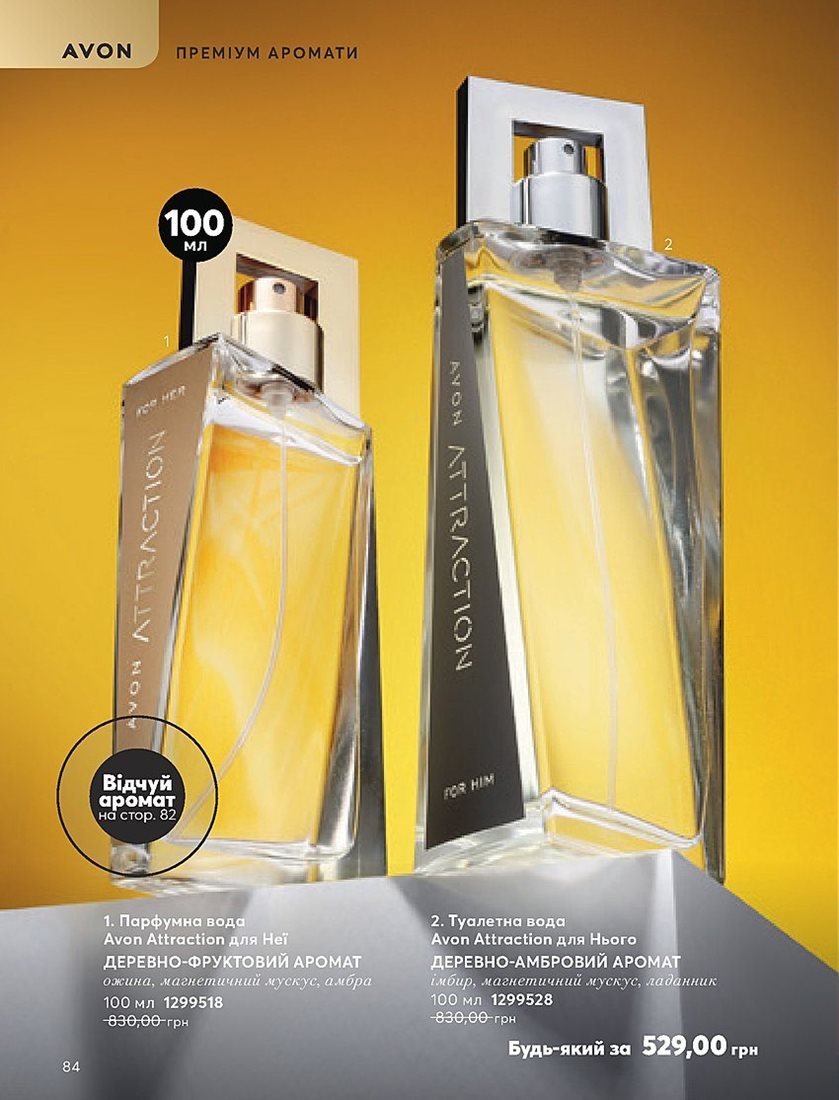 AVON
ПРЕМІУМ АРОМАТИ
100
МЛ
1
2
FOR HER
AVON ATTRACTION
AVON ATTRACTION
FOR HIM
Відчуй
аромат
на стор. 82
1. Парфумна вода
Avon Attraction для Неї
ДЕРЕВНО-ФРУКТОВИЙ АРОМАТ
ожина, магнетичний мускус, амбра
100 мл 1299518
830,00 грн
2. Туалетна вода
Avon Attraction для Нього
ДЕРЕВНО-АМБРОВИЙ АРОМАТ
імбир, магнетичний мускус, ладанник
100 мл 1299528
830,00 грн
Будь-який за 529,00 грн
84